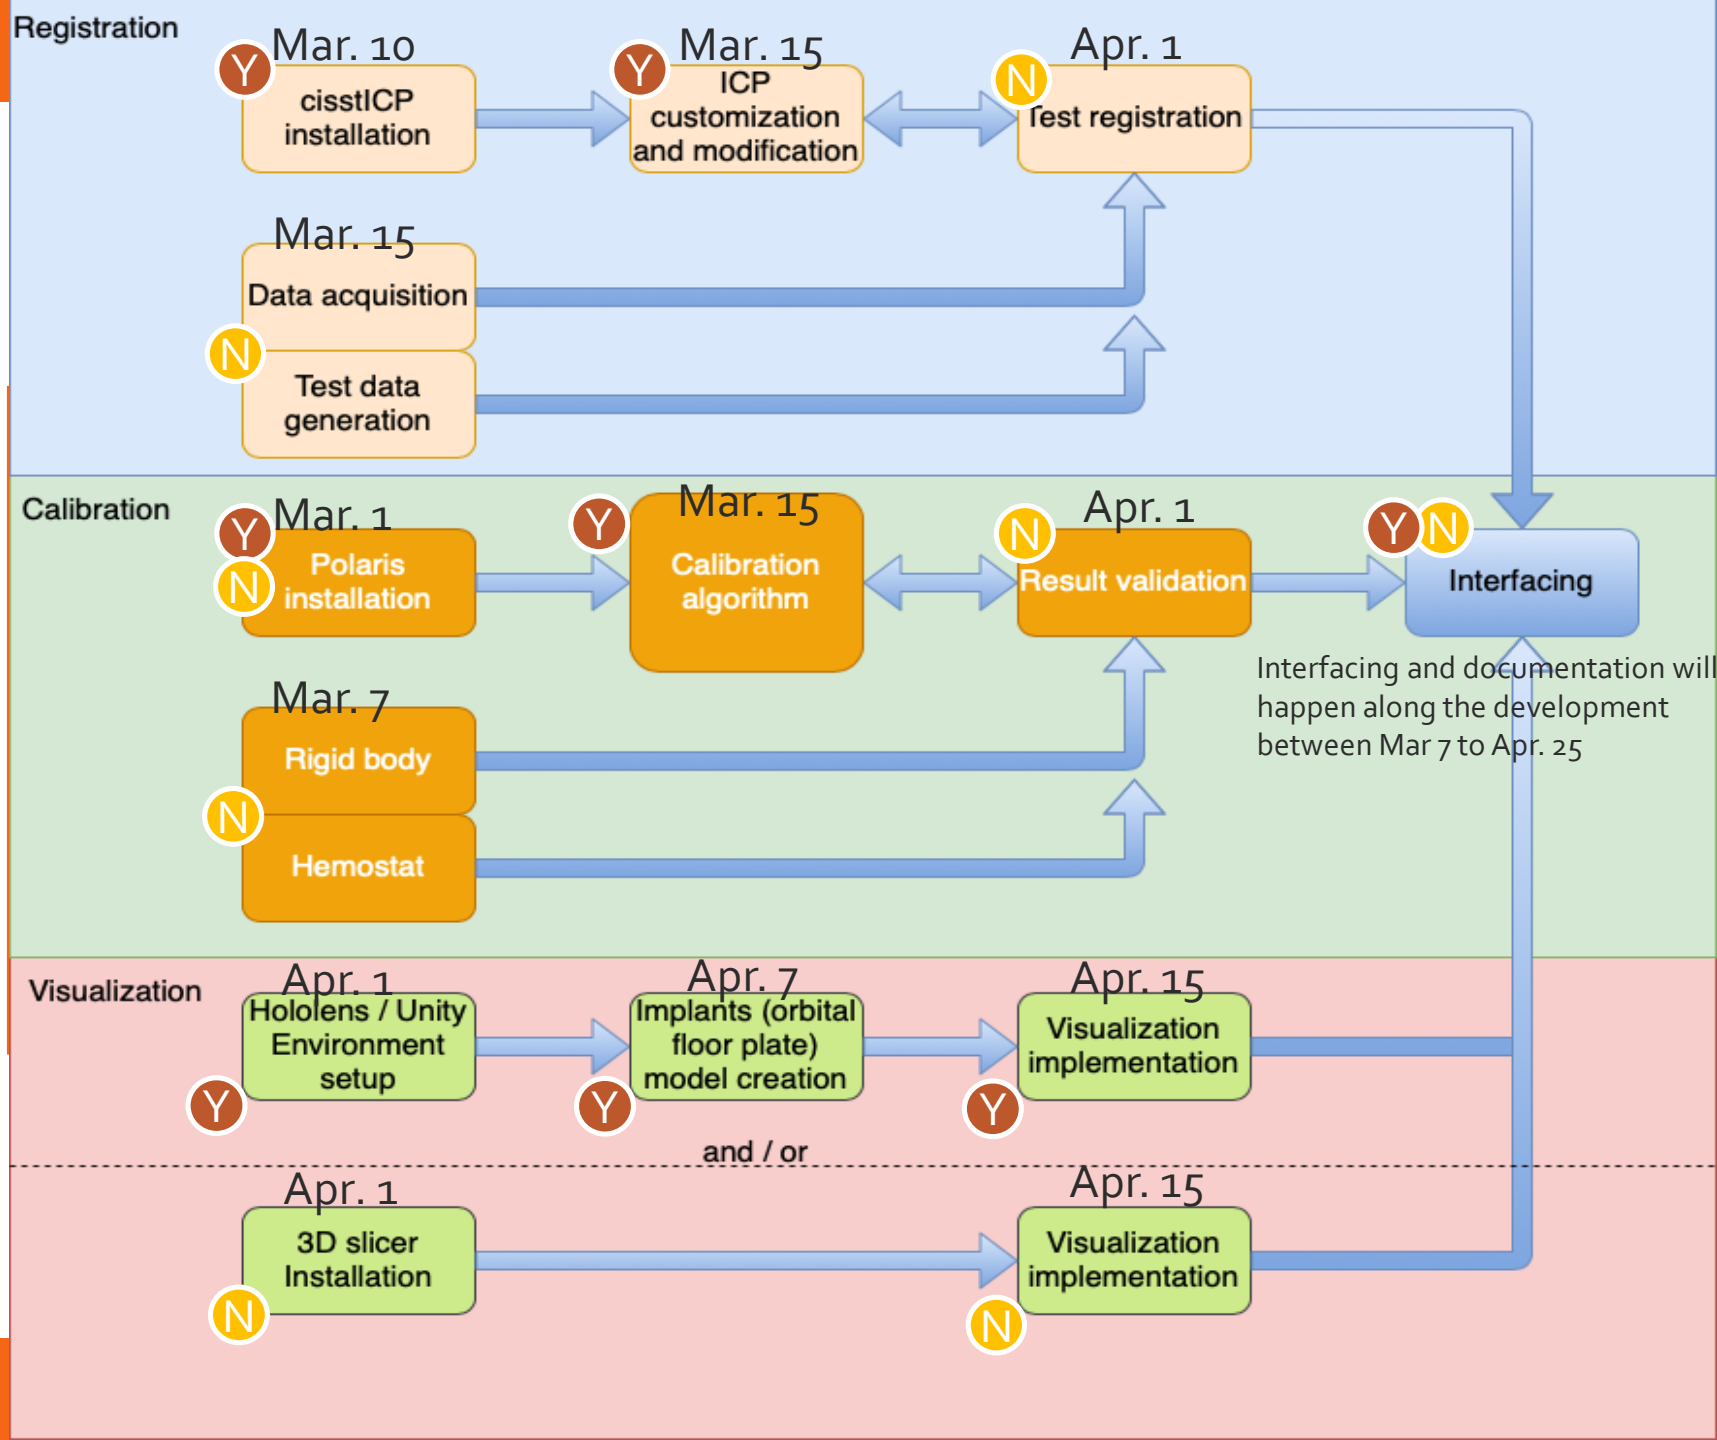 Registration
Mar. 10
Y
cisstICP
installation
Mar. 15
Y
ICP
customization
and modification
Apr. 1
N
Test registration
Mar. 15
Data acquisition
N
Test data
generation
Calibration
Mar. 1
Y
N
Polaris
installation
Mar. 15
Y
Calibration
algorithm
Apr. 1
N
Result validation
Y
N
Interfacing
Interfacing and documentation will
happen along the development
between Mar 7 to Apr. 25
Mar. 7
Rigid body
N
Hemostat
Visualization
Apr. 1
Hololens / Unity
Environment
setup
Y
Apr. 7
Implants (orbital
floor plate)
model creation
Y
Apr. 15
Visualization
implementation
Y
and / or
Apr. 1
3D slicer
Installation
N
Apr. 15
Visualization
implementation
N